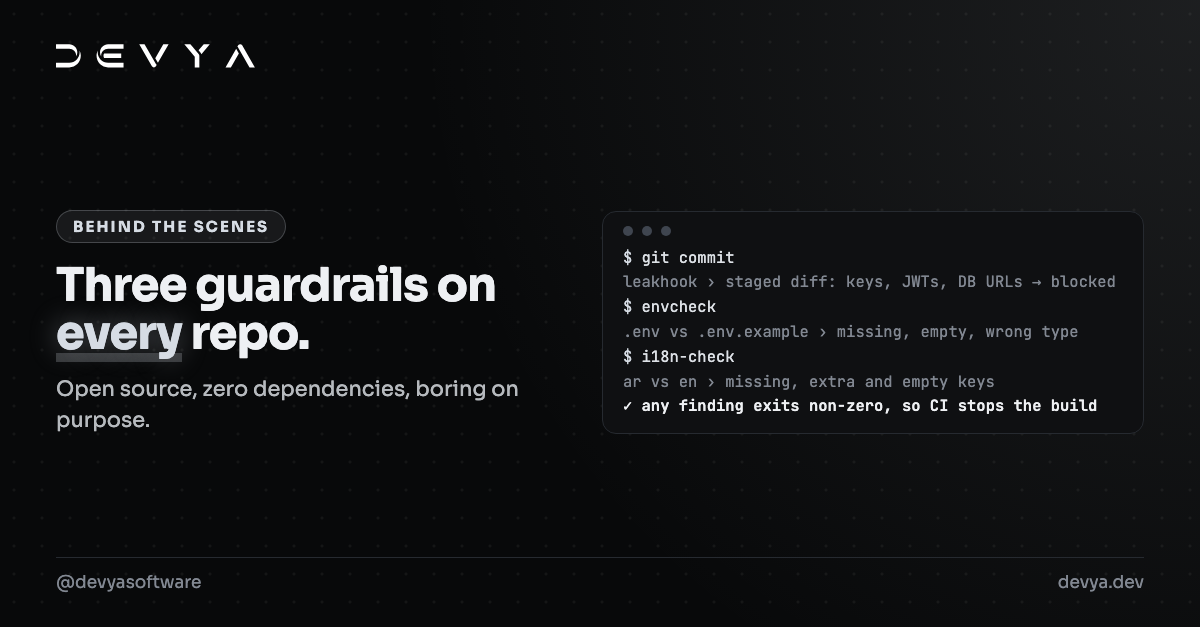 DEVYA
BEHIND THE SCENES
Three guardrails on
every repo.
Open source, zero dependencies, boring on
purpose.
$ git commit
leakhook › staged diff: keys, JWTs, DB URLs → blocked
$ envcheck
.env vs .env.example › missing, empty, wrong type
$ i18n-check
ar vs en › missing, extra and empty keys
✓ any finding exits non-zero, so CI stops the build
@devyasoftware
devya.dev